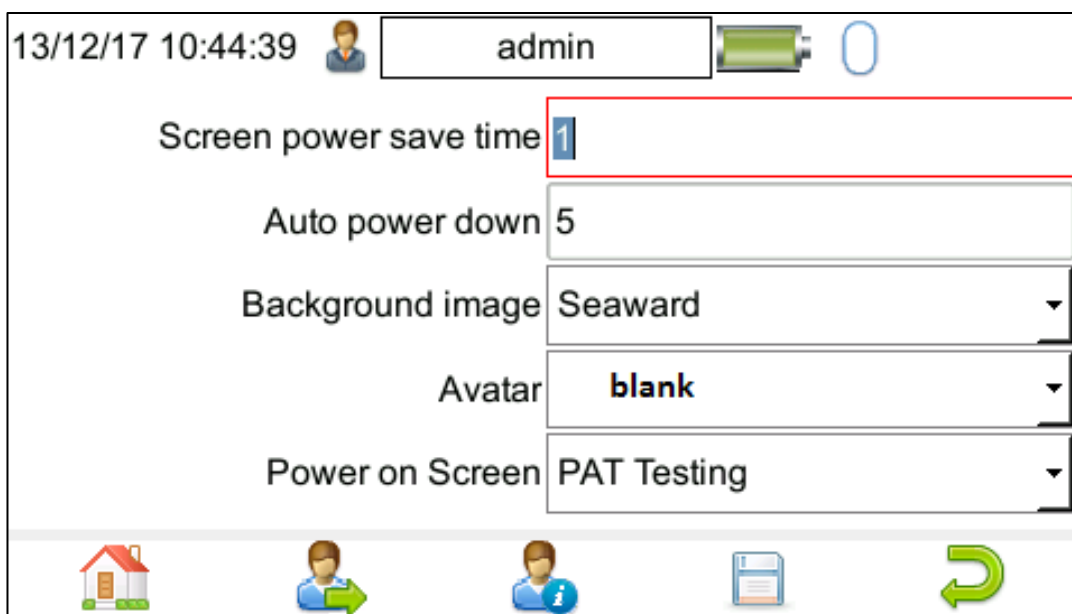 13/12/17 10:44:39 admin
Screen power save time 1
Auto power down 5
Background image Seaward
Avatar blank
Power on Screen PAT Testing